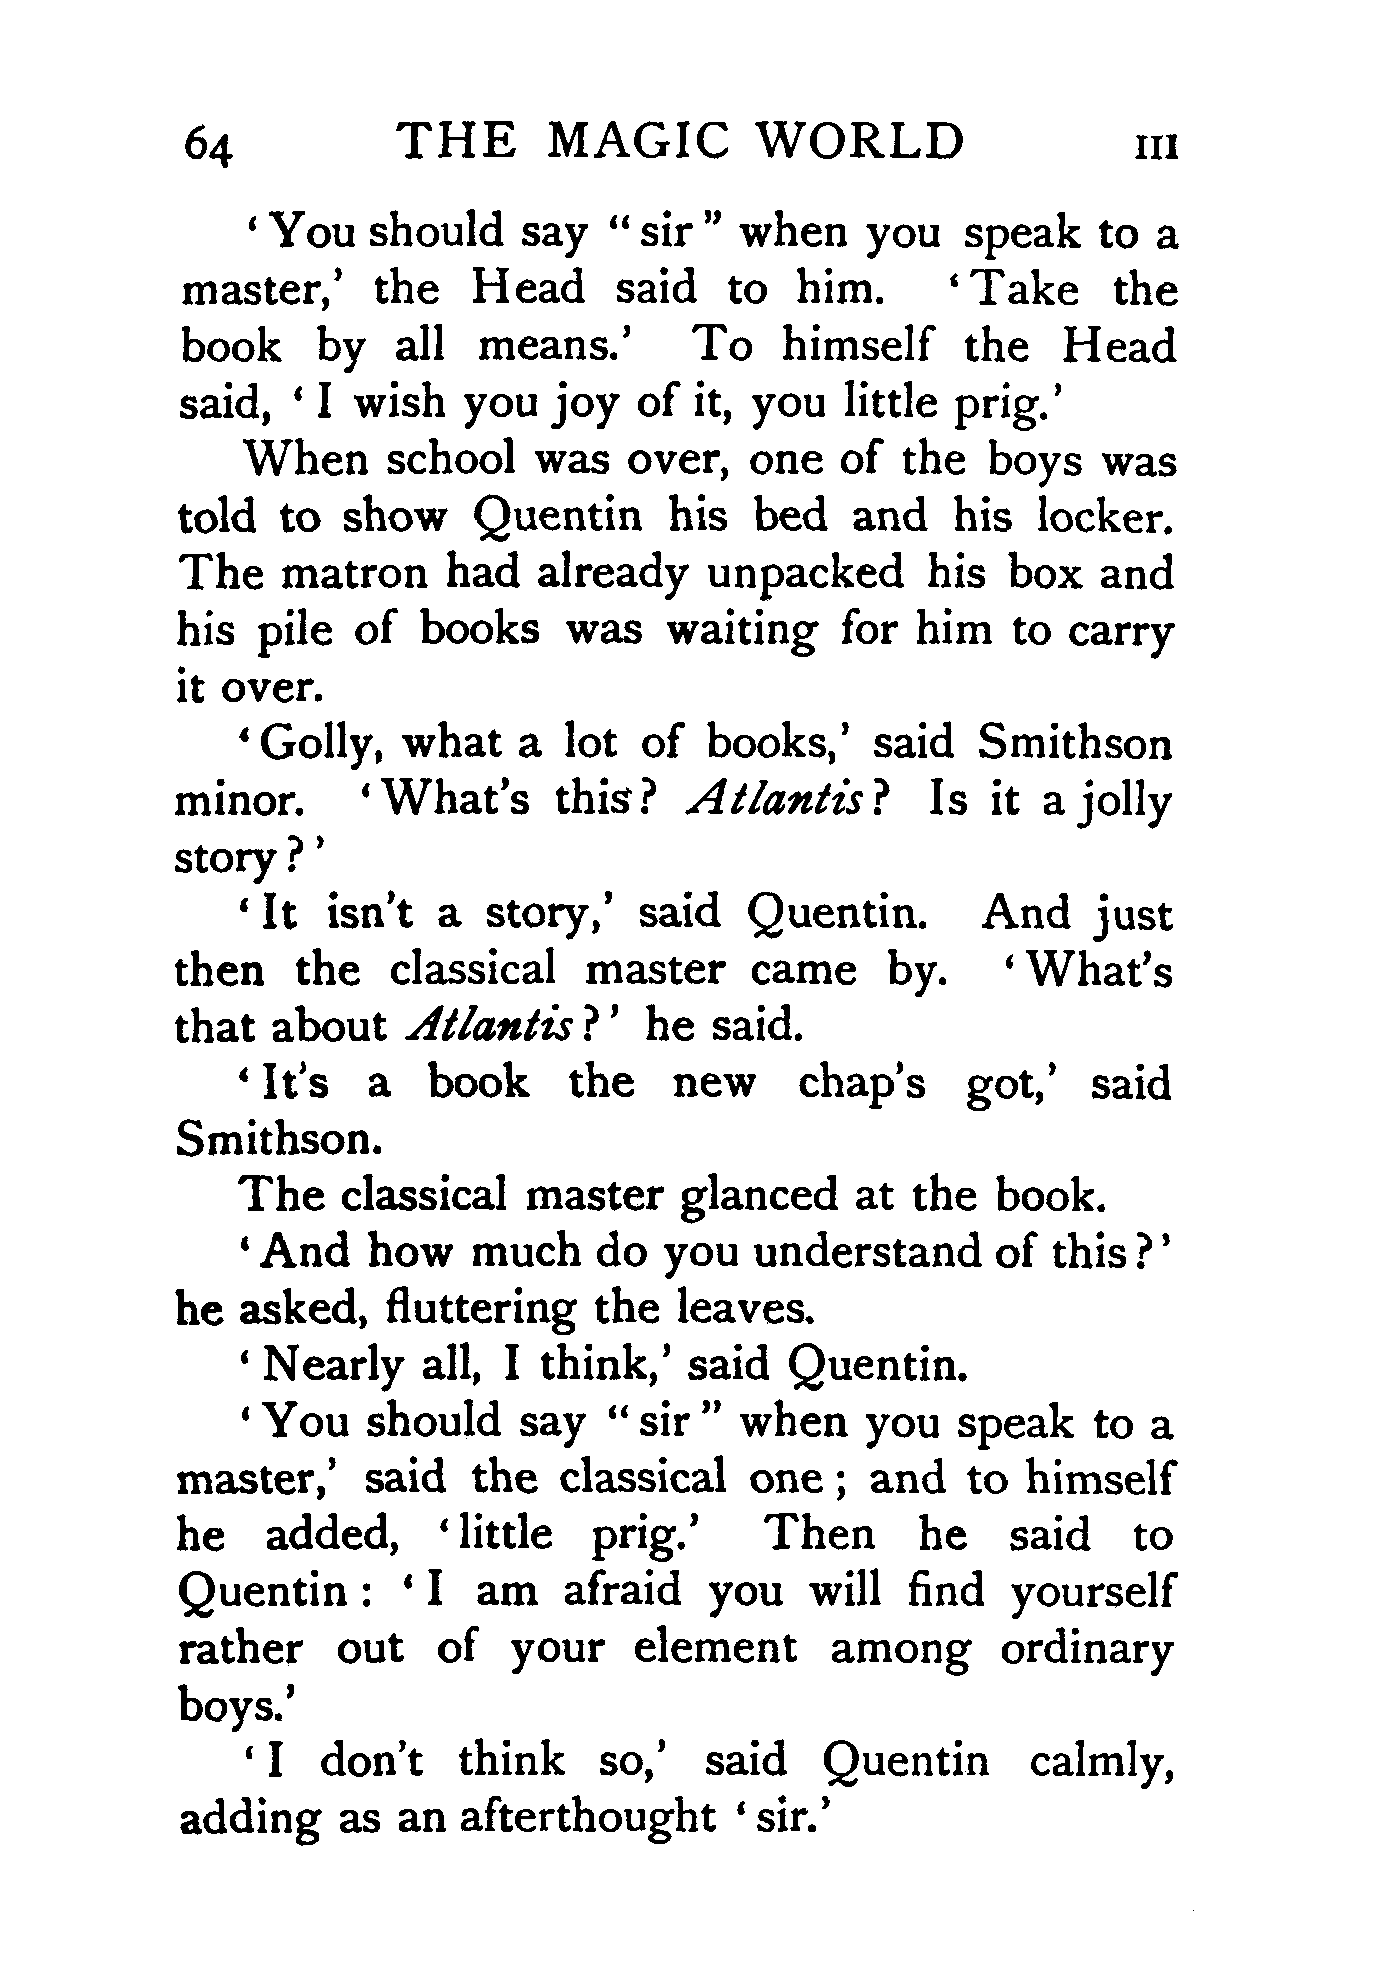 64 THE MAGIC WORLD III
‘You should say “sir” when you speak to a
master,’ the Head said to him. ‘Take the
book by all means.’ To himself the Head
said, ‘I wish you joy of it, you little prig.’
When school was over, one of the boys was
told to show Quentin his bed and his locker.
The matron had already unpacked his box and
his pile of books was waiting for him to carry
it over.
‘Golly, what a lot of books,’ said Smithson
minor. ‘What's this? Atlantis? Is it a jolly
story?’
‘It isn't a story,’ said Quentin. And just
then the classical master came by. ‘What's
that about Atlantis?’ he said.
‘It's a book the new chap's got,’ said
Smithson.
The classical master glanced at the book.
‘And how much do you understand of this?’
he asked, fluttering the leaves.
‘Nearly all, I think,’ said Quentin.
‘You should say “sir” when you speak to a
master,’ said the classical one; and to himself
he added, ‘little prig.’ Then he said to
Quentin: ‘I am afraid you will find yourself
rather out of your element among ordinary
boys.’
‘I don't think so,’ said Quentin calmly,
adding as an afterthought ‘sir.’